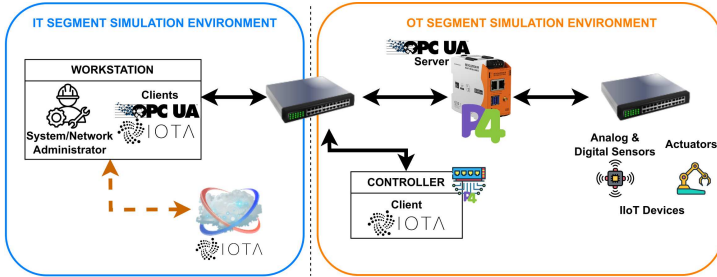 IT SEGMENT SIMULATION ENVIRONMENT
OT SEGMENT SIMULATION ENVIRONMENT
WORKSTATION
Clients
OPC UA
IOTA
System/Network
Administrator
IOTA
OPC UA
Server
P4
CONTROLLER
Client
IOTA
P4
Analog &
Digital Sensors
Actuators
IIoT Devices